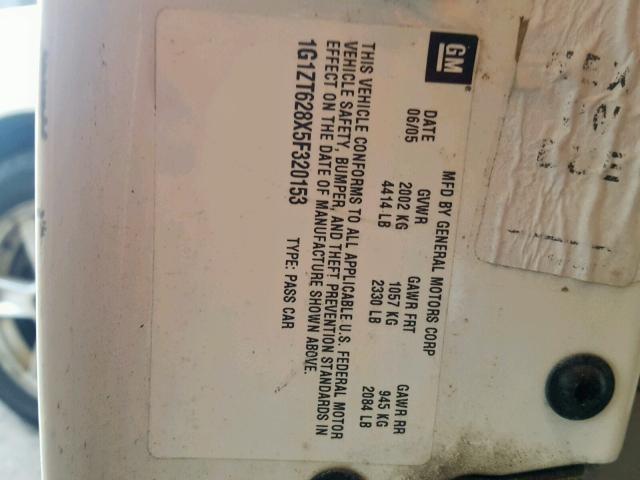 GM
MFD BY GENERAL MOTORS CORP
DATE GVWR GAWR FRT GAWR RR
06/05 2002 KG 1057 KG 945 KG
4414 LB 2330 LB 2084 LB
THIS VEHICLE CONFORMS TO ALL APPLICABLE U.S. FEDERAL MOTOR
VEHICLE SAFETY, BUMPER, AND THEFT PREVENTION STANDARDS IN
EFFECT ON THE DATE OF MANUFACTURE SHOWN ABOVE.
1G1ZT628X5F320153 TYPE: PASS CAR